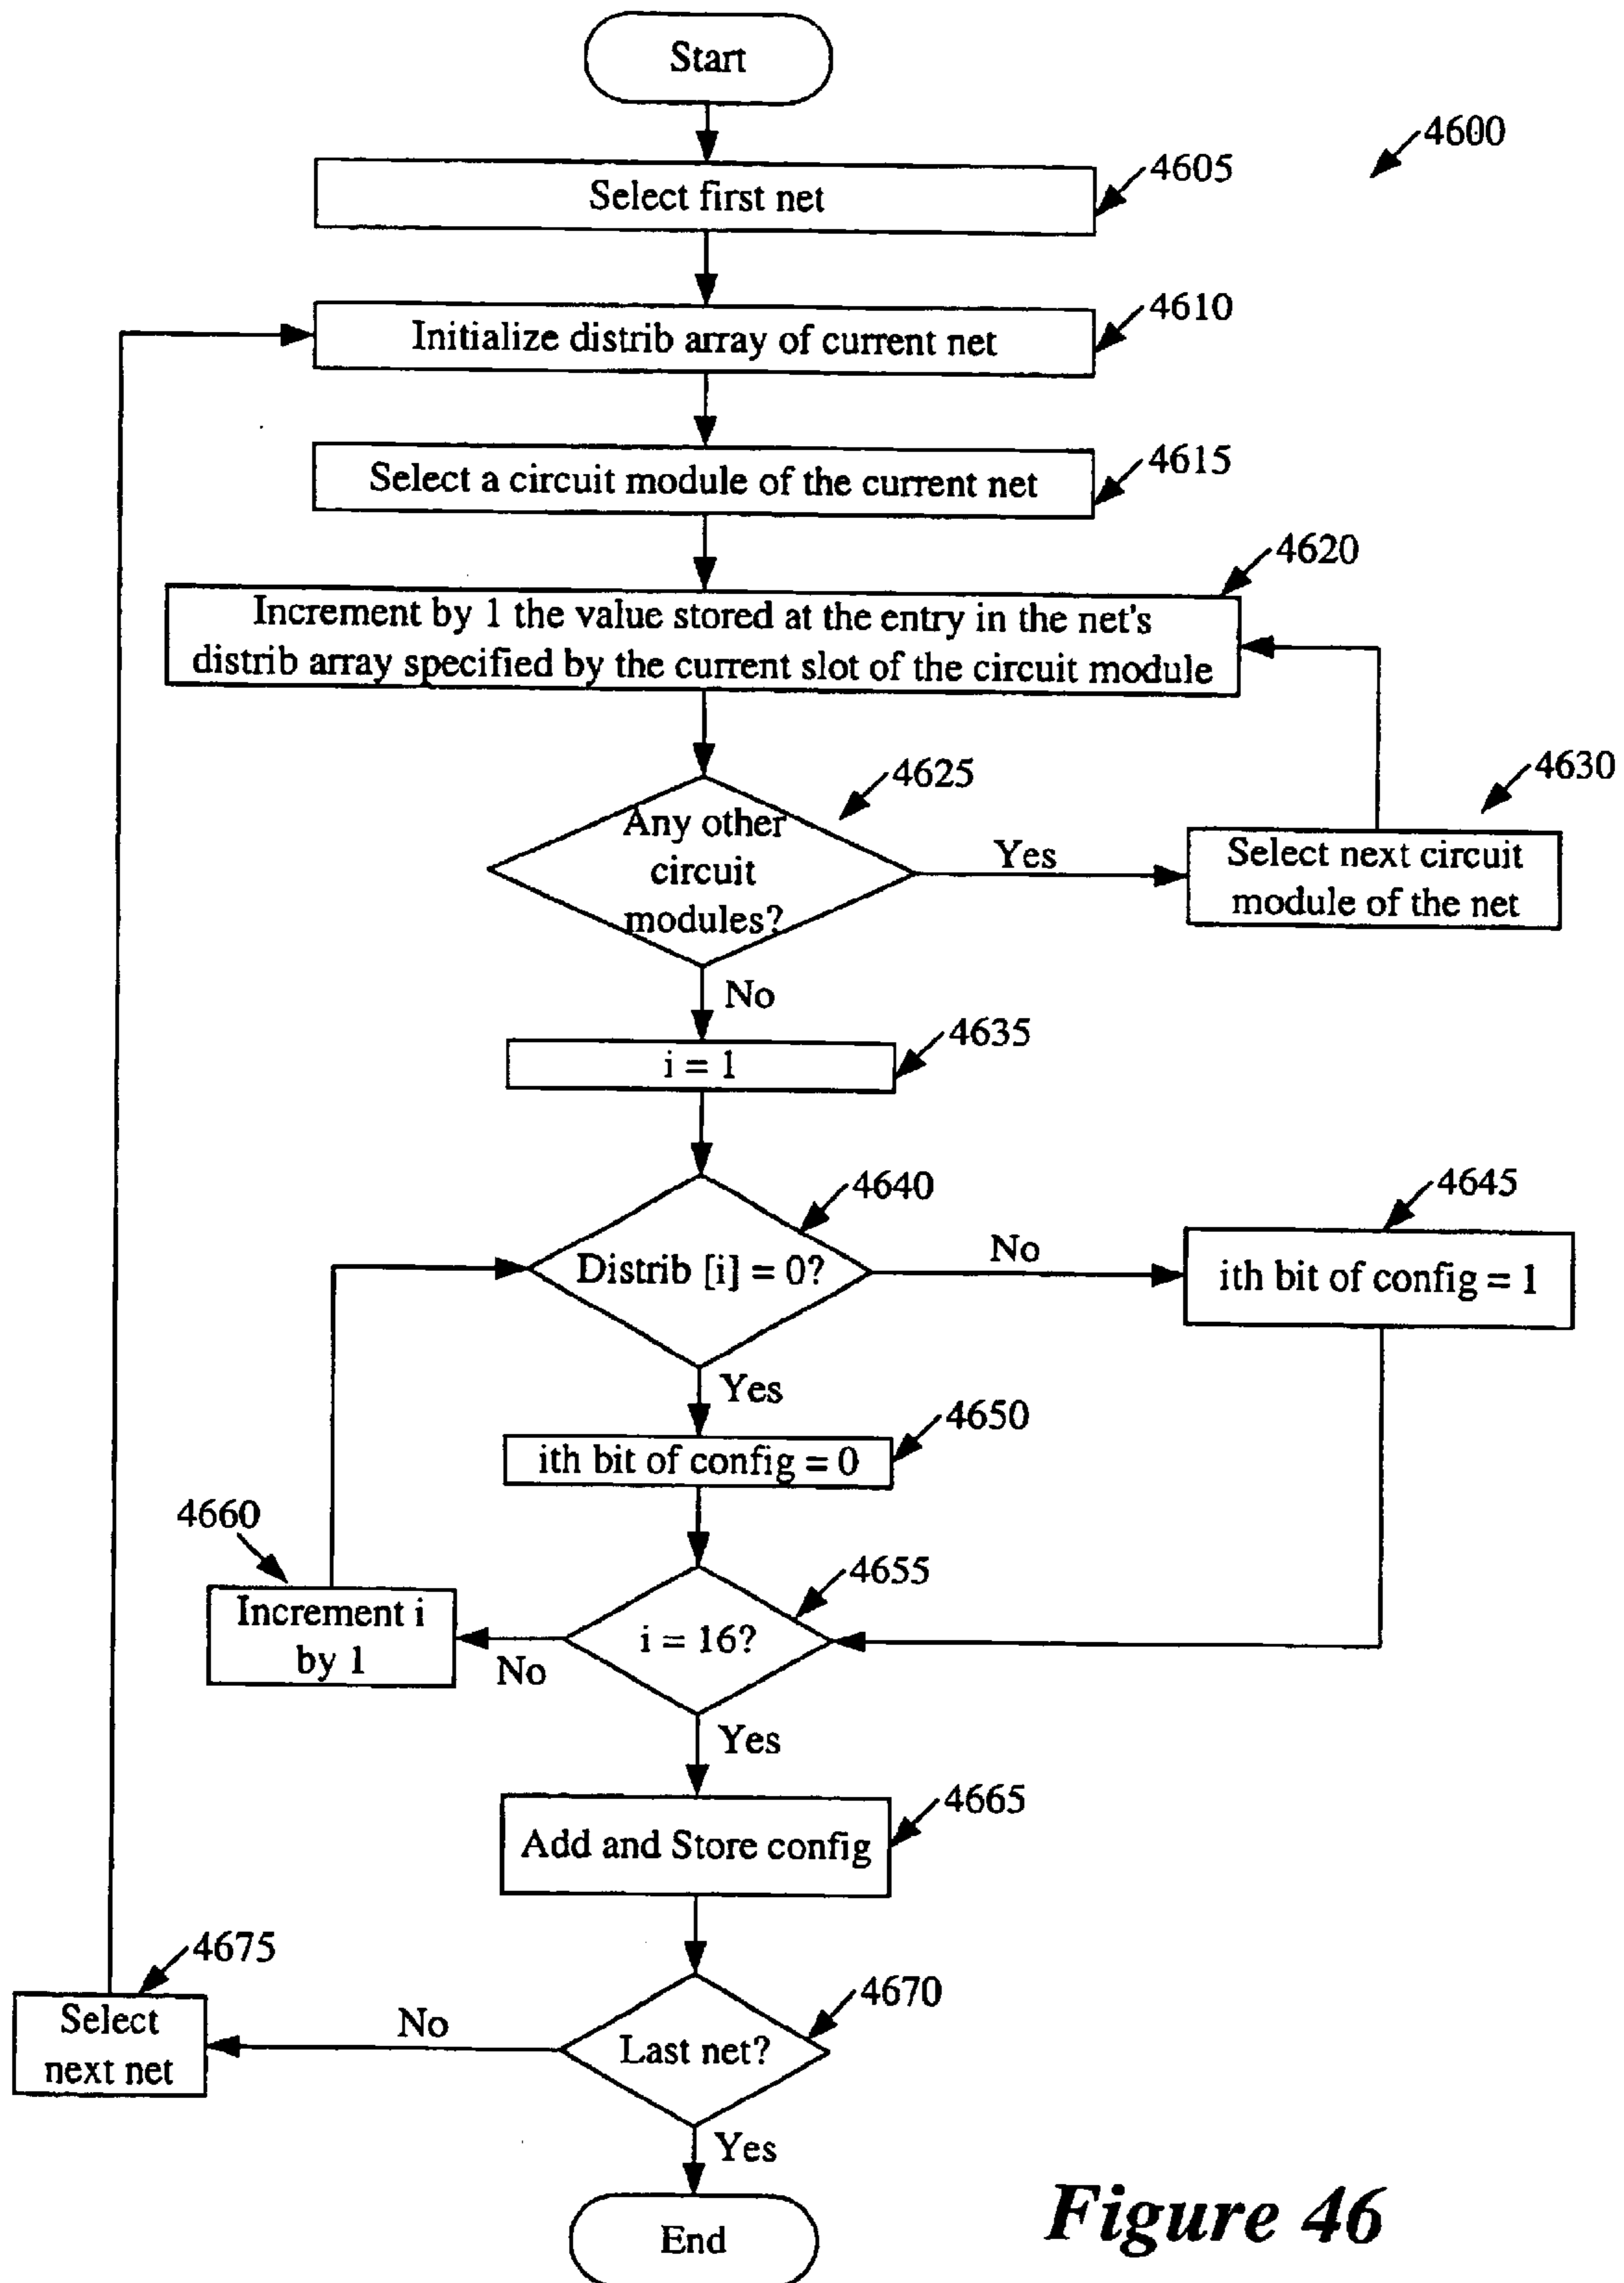 Start
4600
4605
Select first net
4610
Initialize distrib array of current net
4615
Select a circuit module of the current net
4620
Increment by 1 the value stored at the entry in the net's
distrib array specified by the current slot of the circuit module
4625
Any other
circuit
modules?
Yes
4630
Select next circuit
module of the net
No
4635
i = 1
4640
Distrib [i] = 0?
No
4645
ith bit of config = 1
Yes
4650
ith bit of config = 0
4660
Increment i
by 1
4655
i = 16?
No
Yes
4665
Add and Store config
4675
Select
next net
No
4670
Last net?
Yes
End
Figure 46